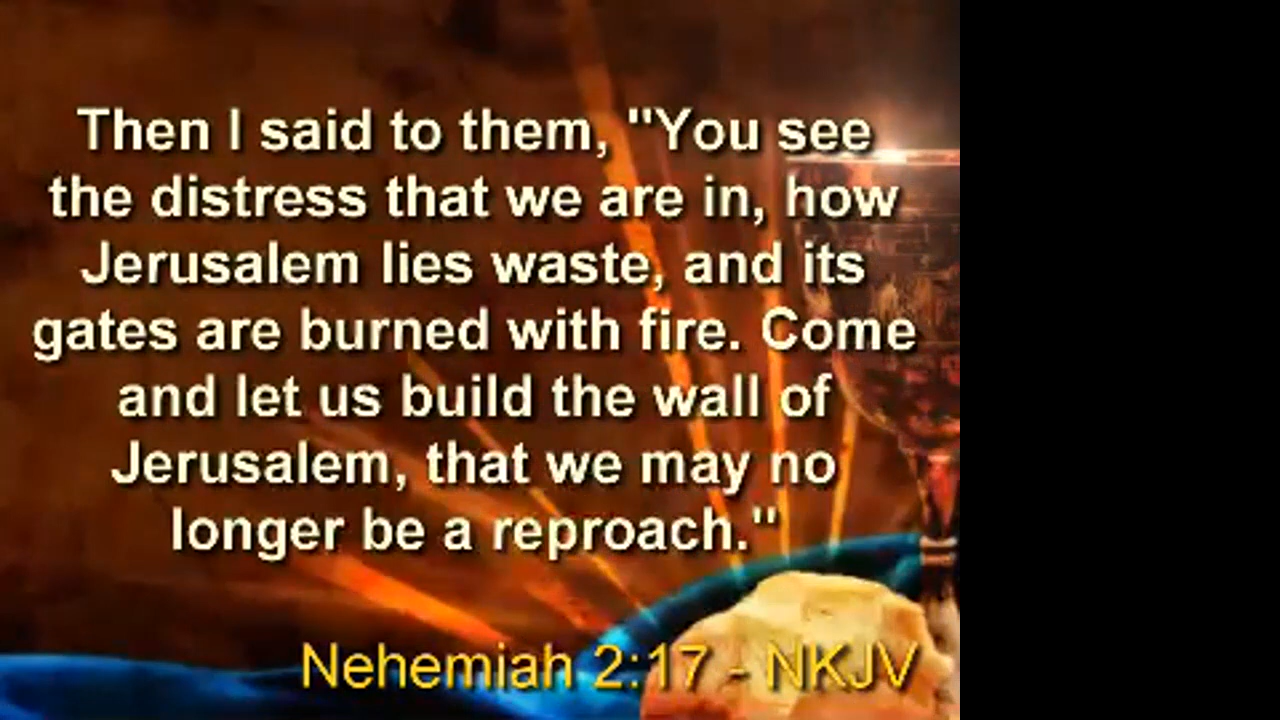 Then I said to them, "You see
the distress that we are in, how
Jerusalem lies waste, and its
gates are burned with fire. Come
and let us build the wall of
Jerusalem, that we may no
longer be a reproach."
Nehemiah 2:17 - NKJV